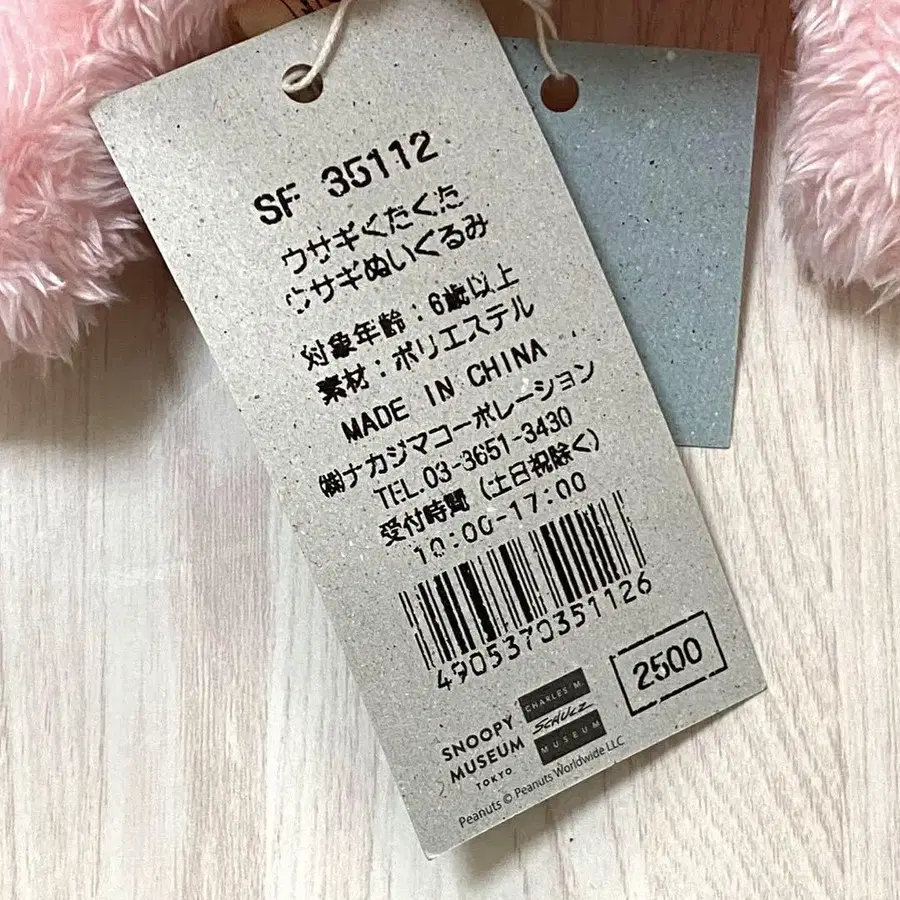 SF 35112
ウサギくたくた
ウサギぬいぐるみ
対象年齢：6歳以上
素材：ポリエステル
MADE IN CHINA
㈱ナカジマコーポレーション
TEL.03-3651-3430
受付時間（土日祝除く）
10:00-17:00
4905370351126
2500
SNOOPY
MUSEUM
TOKYO
CHARLES M.
SCHULZ
MUSEUM
Peanuts © Peanuts Worldwide LLC